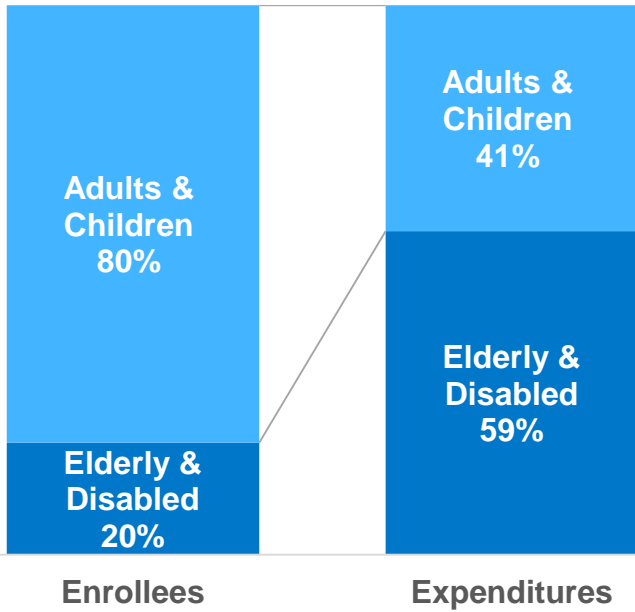 Adults &
Children
80%
Elderly &
Disabled
20%
Adults &
Children
41%
Elderly &
Disabled
59%
Enrollees
Expenditures